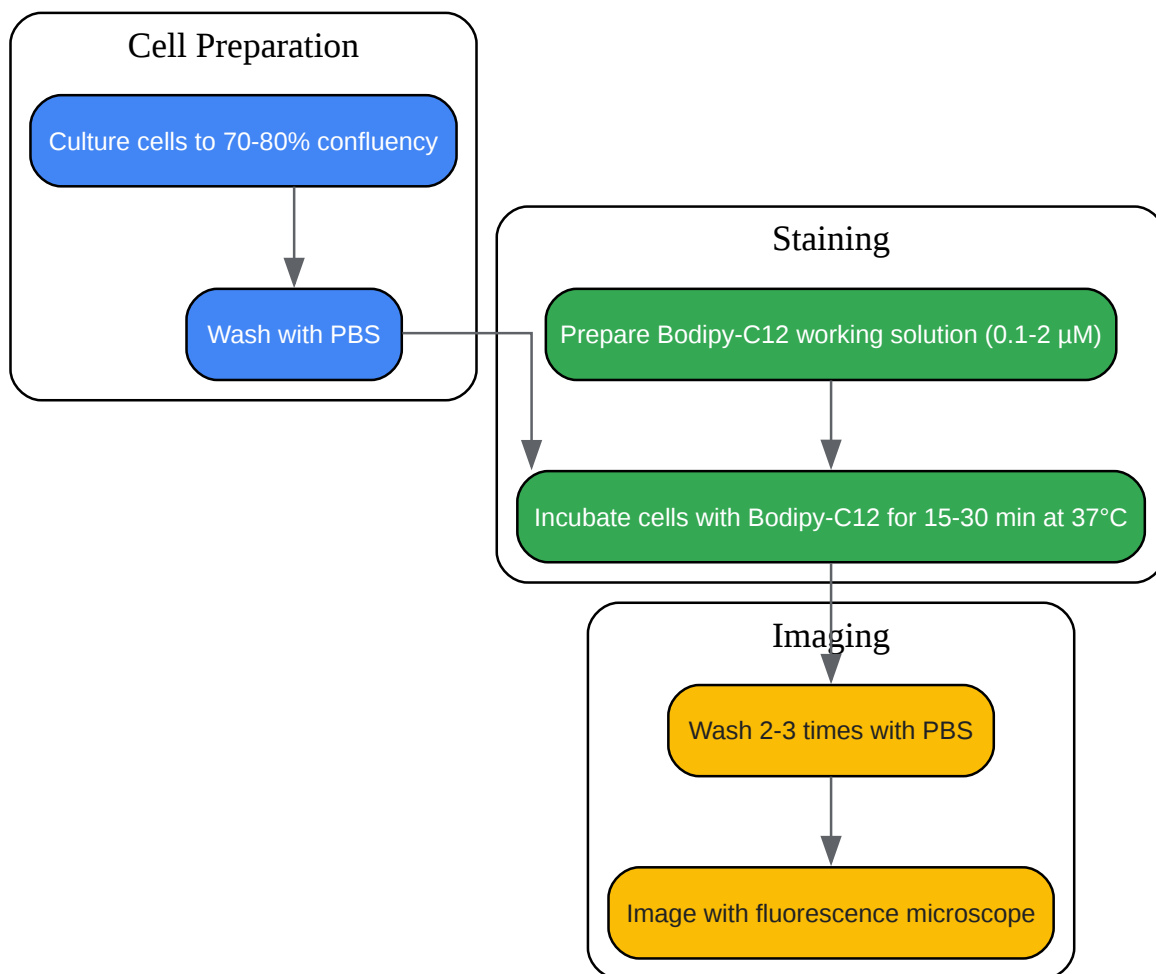 Cell Preparation
Culture cells to 70-80% confluency
Wash with PBS
Staining
Prepare Bodipy-C12 working solution (0.1-2 µM)
Incubate cells with Bodipy-C12 for 15-30 min at 37°C
Imaging
Wash 2-3 times with PBS
Image with fluorescence microscope